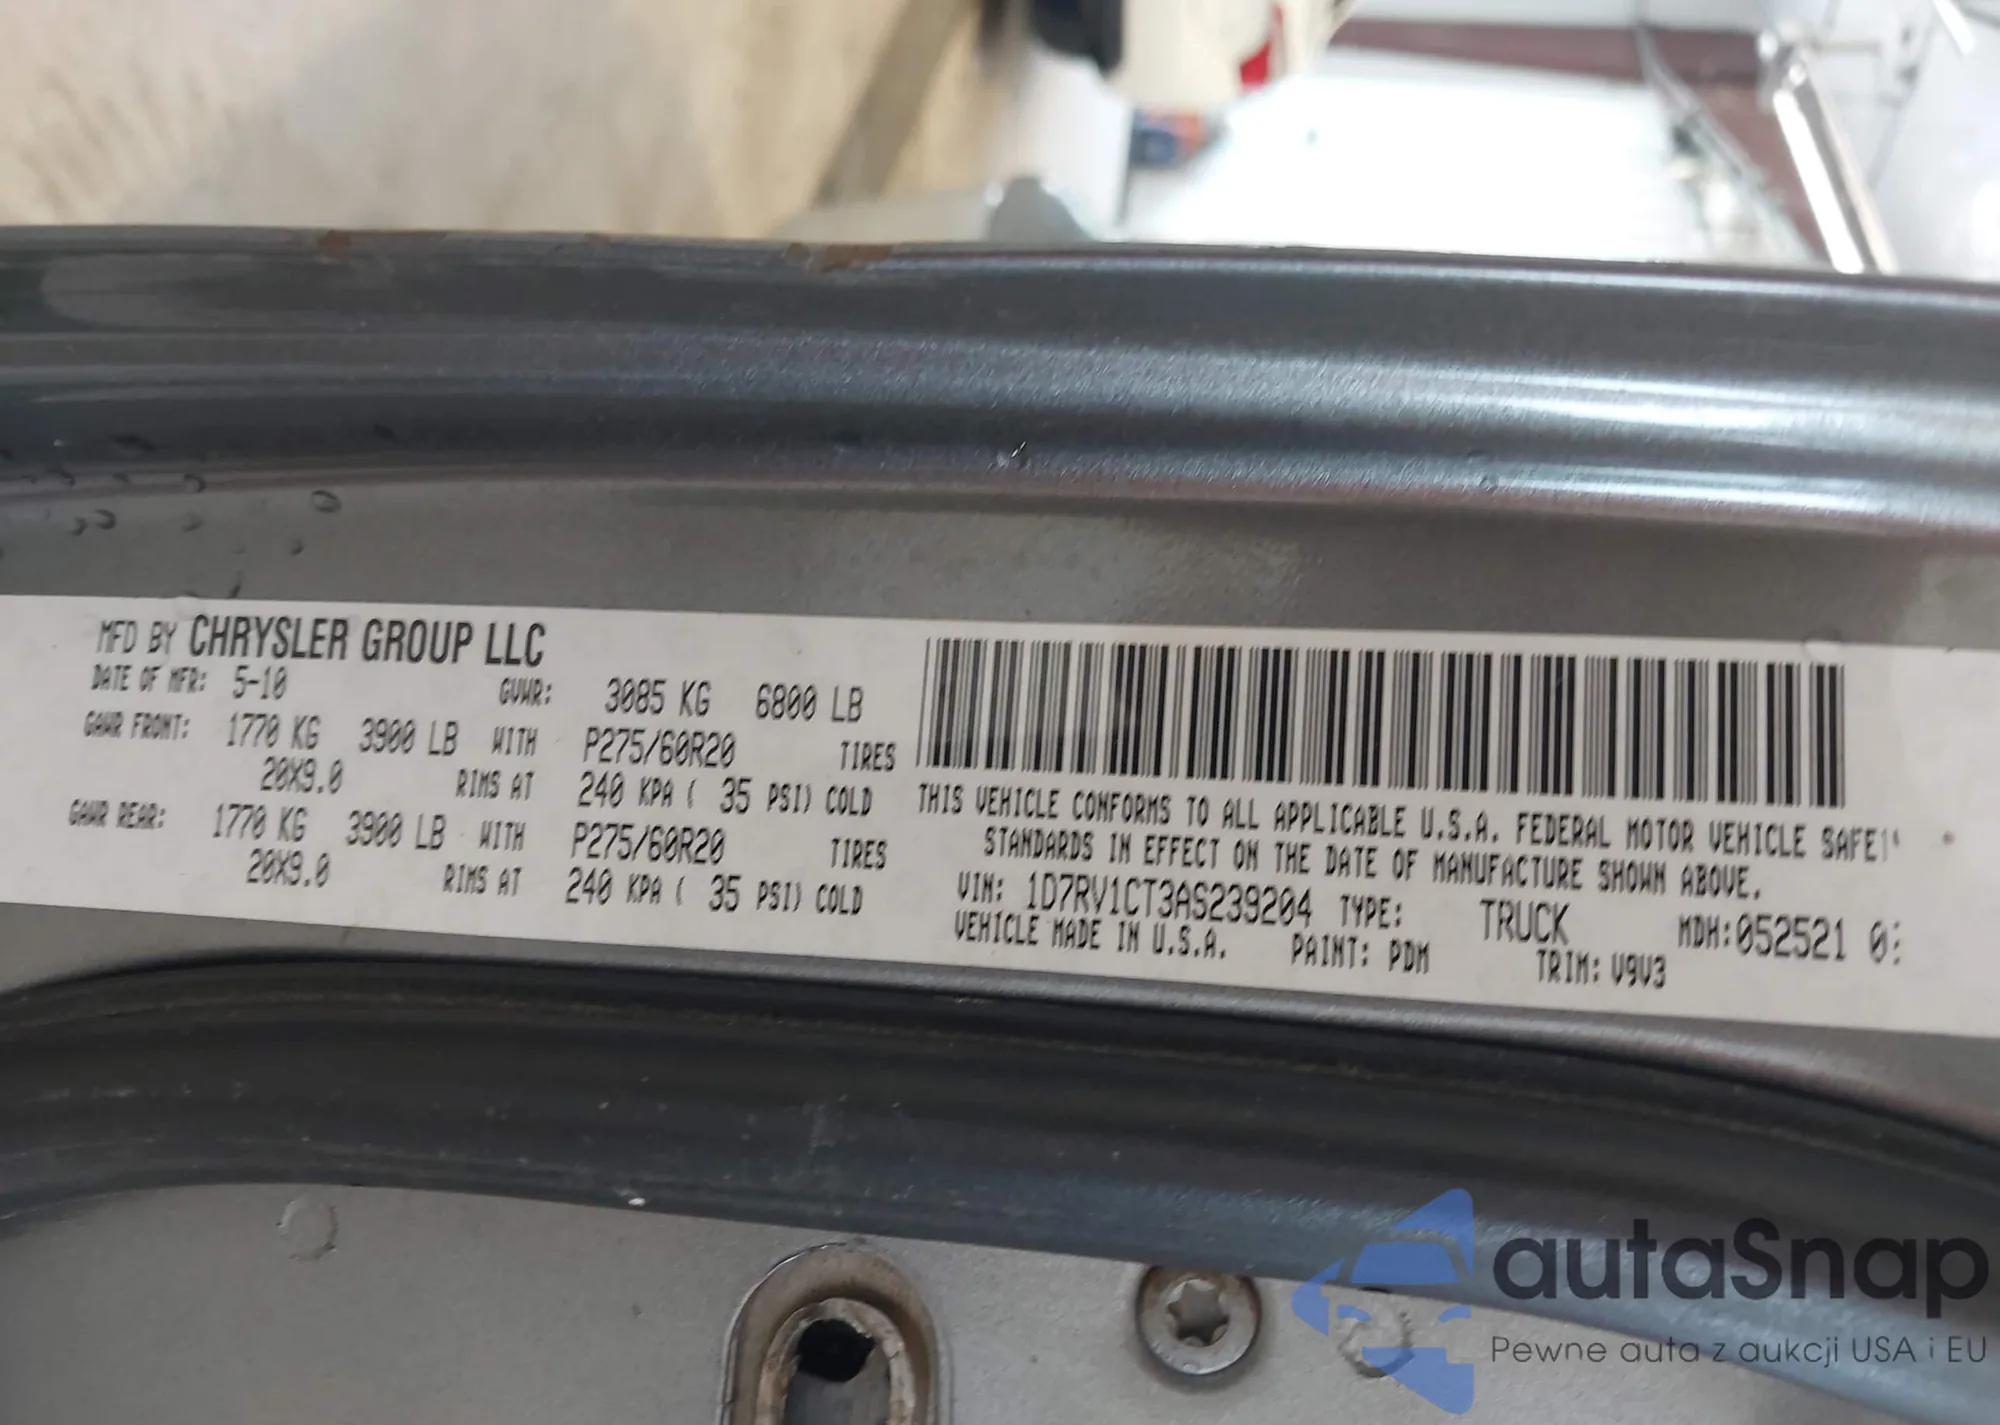 MFD BY CHRYSLER GROUP LLC
DATE OF MFR: 5-10 GVWR: 3085 KG 6800 LB
GAWR FRONT: 1770 KG 3900 LB WITH P275/60R20 TIRES
20X9.0 RIMS AT 240 KPA ( 35 PSI) COLD
GAWR REAR: 1770 KG 3900 LB WITH P275/60R20 TIRES
20X9.0 RIMS AT 240 KPA ( 35 PSI) COLD
THIS VEHICLE CONFORMS TO ALL APPLICABLE U.S.A. FEDERAL MOTOR VEHICLE
STANDARDS IN EFFECT ON THE DATE OF MANUFACTURE SHOWN ABOVE.
VIN: 1D7RV1CT3AS239204 TYPE: TRUCK MDH:052521
VEHICLE MADE IN U.S.A. PAINT: PDM TRIM: V9V3
autaSnap
Pewne auta z aukcji USA i EU